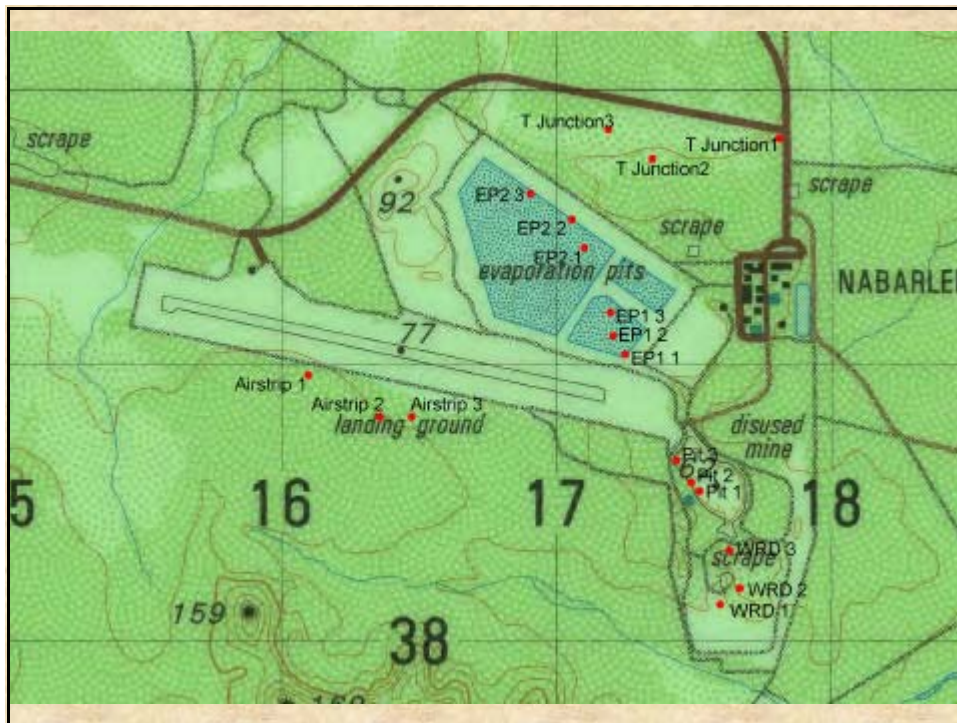 T Junction3
scrape
T Junction1
T Junction2
scrape
92
EP2 3
scrape
EP2 2
EP2 1
evaporation pits
NABARLE
EP1 3
77
EP1 2
EP1 1
Airstrip 1
Airstrip 2
Airstrip 3
landing ground
disused
mine
Pit 3
Pit 2
Pit 1
5
16
17
18
WRD 3
scrape
WRD 2
WRD 1
159
38